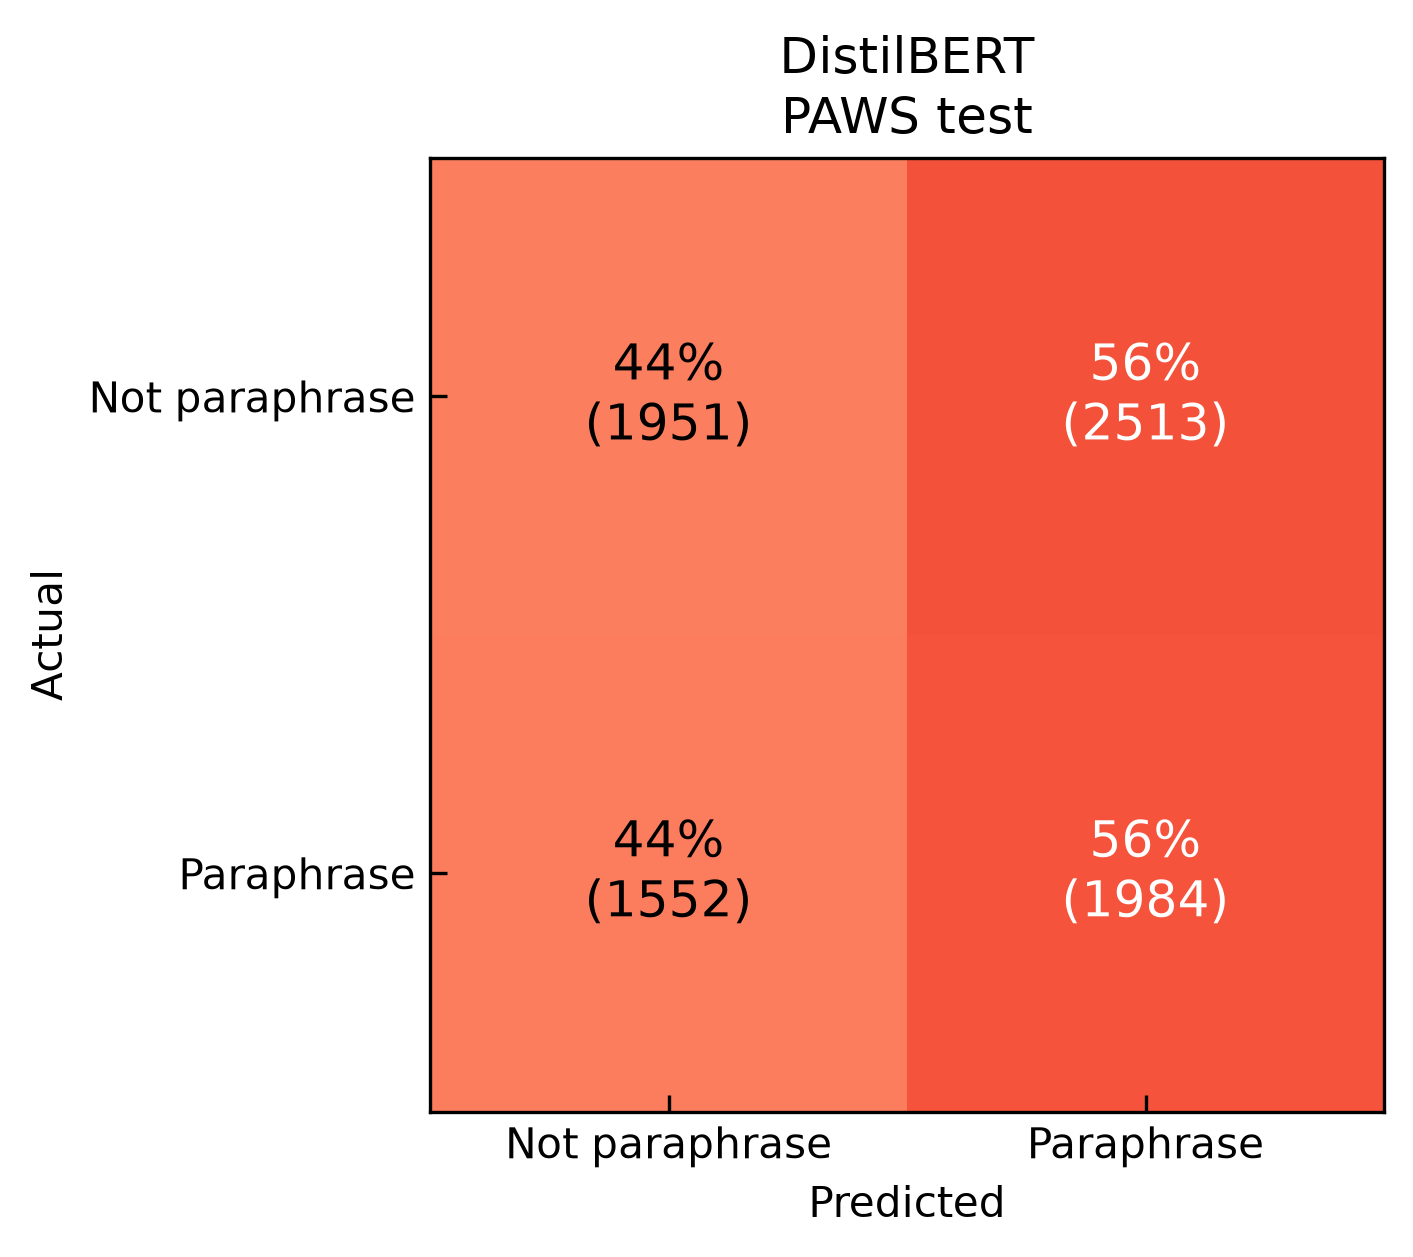 DistilBERT
PAWS test
44%
(1951)
56%
(2513)
Not paraphrase
44%
(1552)
56%
(1984)
Paraphrase
Actual
Not paraphrase
Paraphrase
Predicted